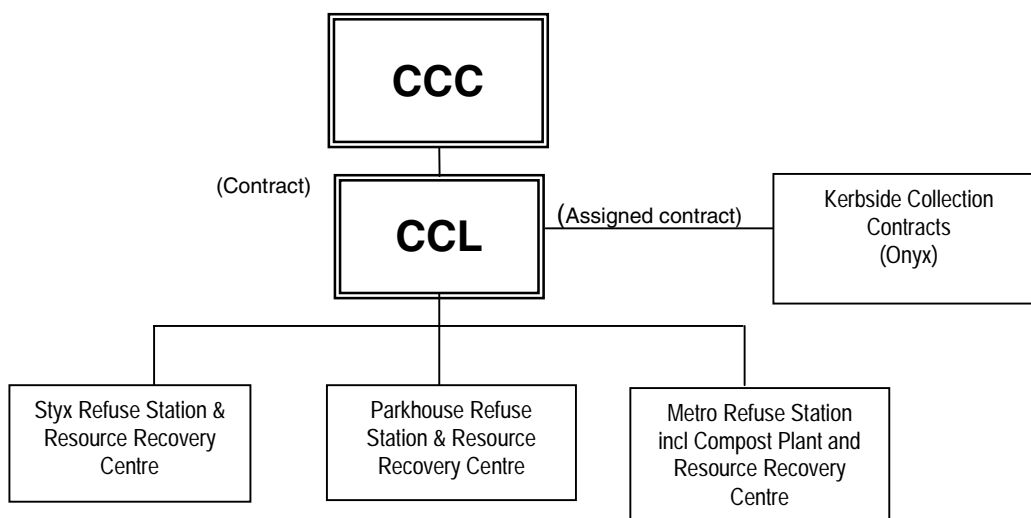 CCC
(Contract)
CCL
(Assigned contract)
Kerbside Collection
Contracts
(Onyx)
Styx Refuse Station &
Resource Recovery
Centre
Parkhouse Refuse
Station & Resource
Recovery Centre
Metro Refuse Station
incl Compost Plant and
Resource Recovery
Centre